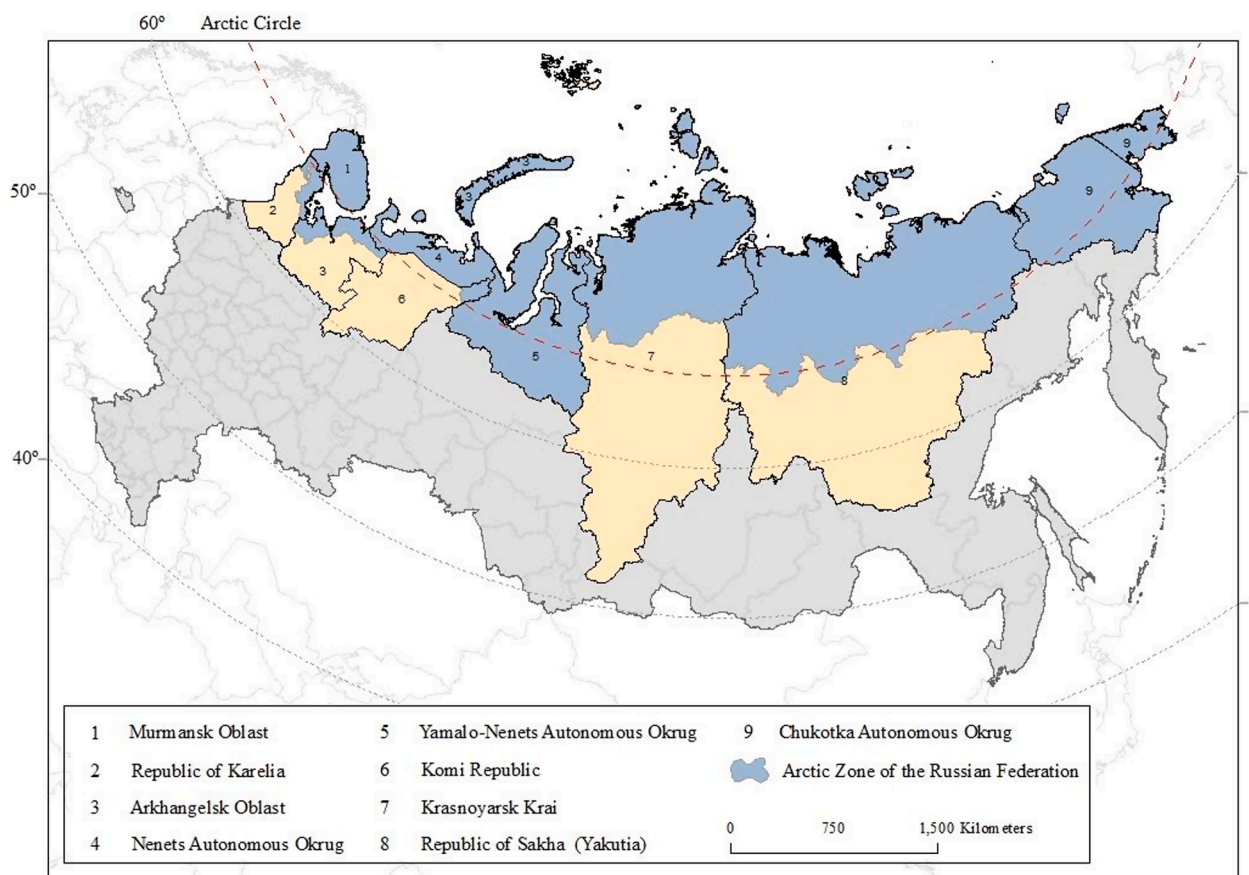 60º Arctic Circle
50º
40º
1
2
3
3
3
4
5
6
7
8
9
9
1 Murmansk Oblast
2 Republic of Karelia
3 Arkhangelsk Oblast
4 Nenets Autonomous Okrug
5 Yamalo-Nenets Autonomous Okrug
6 Komi Republic
7 Krasnoyarsk Krai
8 Republic of Sakha (Yakutia)
9 Chukotka Autonomous Okrug
Arctic Zone of the Russian Federation
0 750 1,500 Kilometers